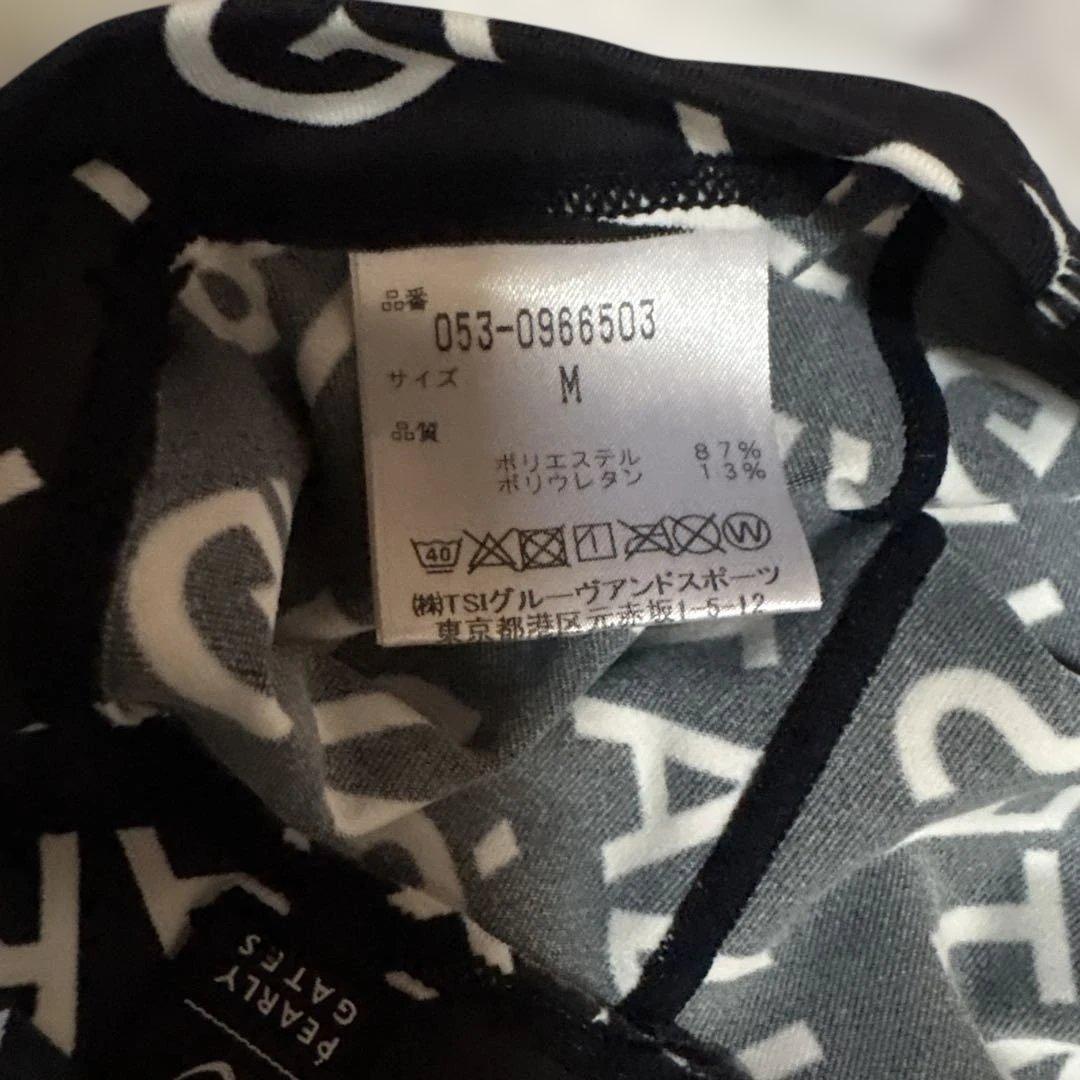 品番
053-0966503
サイズ
M
品質
ポリエステル 87%
ポリウレタン 13%
40
W
(株)TSIグルーヴアンドスポーツ
東京都港区元赤坂1-5-12
PEARLY
GATES